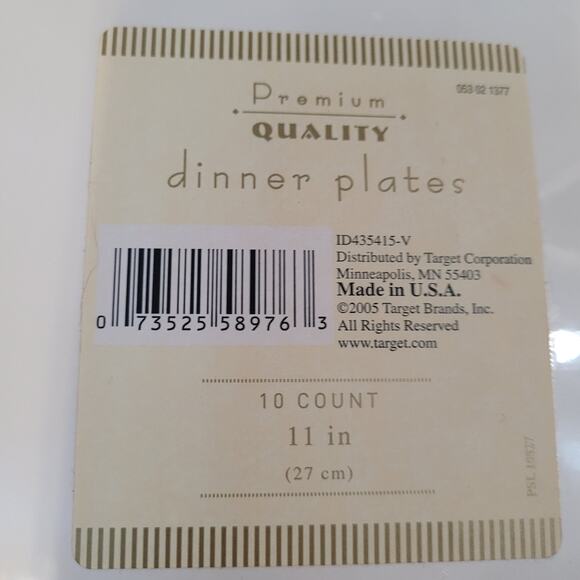 053 02 1377
Premium
QUALITY
dinner plates
ID435415-V
Distributed by Target Corporation
Minneapolis, MN 55403
Made in U.S.A.
©2005 Target Brands, Inc.
All Rights Reserved
www.target.com
0 73525 58976 3
10 COUNT
11 in
(27 cm)